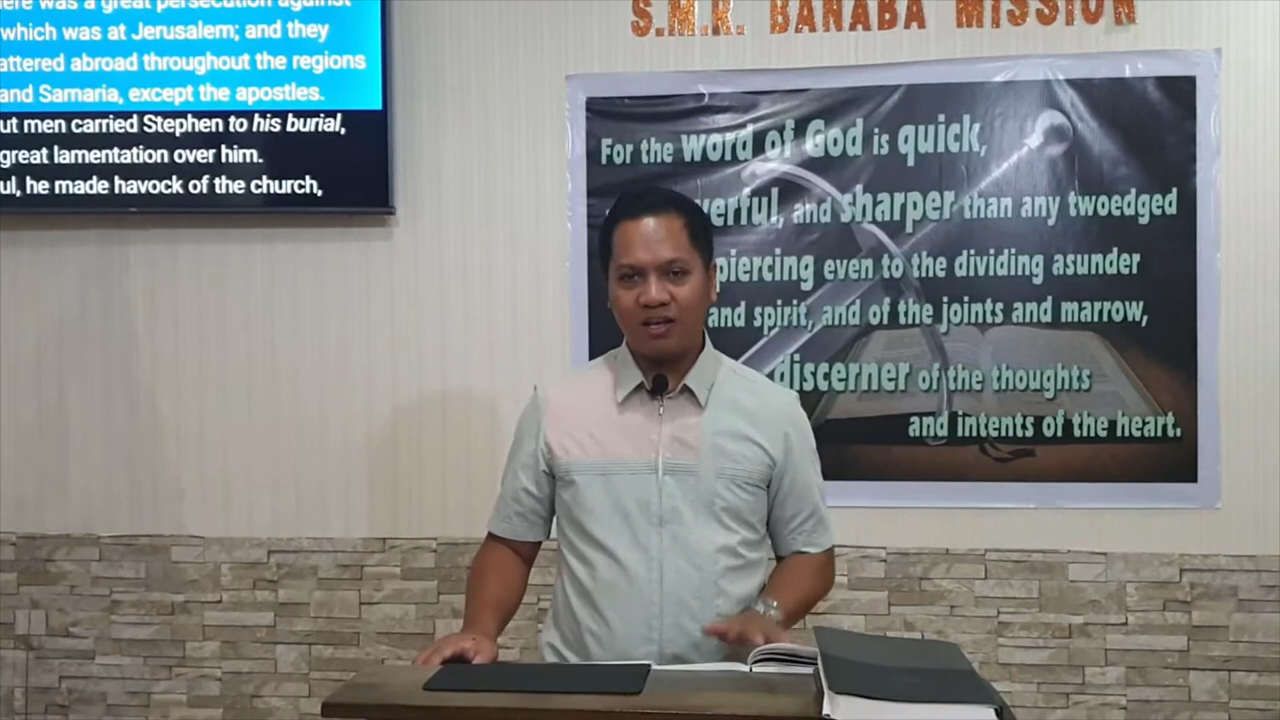 ere was a great persecution against
which was at Jerusalem; and they
attered abroad throughout the regions
and Samaria, except the apostles.
ut men carried Stephen to his burial,
great lamentation over him.
ul, he made havock of the church,
S.M.R. BANABA MISSION
For the word of God is quick,
werful, and sharper than any twoedged
piercing even to the dividing asunder
and spirit, and of the joints and marrow,
discerner of the thoughts
and intents of the heart.